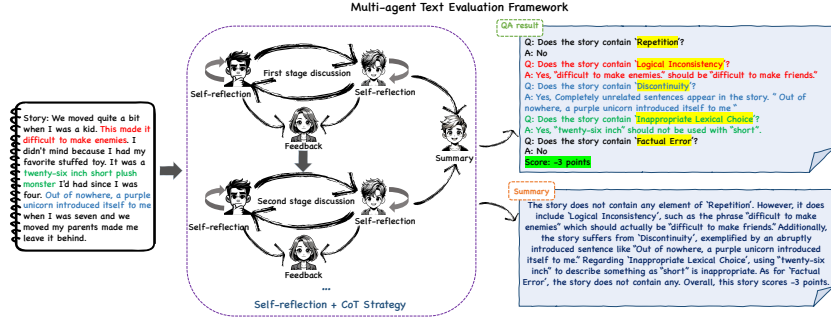 Multi-agent Text Evaluation Framework
Story: We moved quite a bit
when I was a kid. This made it
difficult to make enemies. I
didn't mind because I had my
favorite stuffed toy. It was a
twenty-six inch short plush
monster I'd had since I was
four. Out of nowhere, a purple
unicorn introduced itself to me
when I was seven and we
moved my parents made me
leave it behind.
First stage discussion
Self-reflection
Self-reflection
Feedback
Second stage discussion
Self-reflection
Self-reflection
Feedback
...
Self-reflection + CoT Strategy
Summary
QA result
Q: Does the story contain 'Repetition'?
A: No
Q: Does the story contain 'Logical Inconsistency'?
A: Yes, "difficult to make enemies." should be "difficult to make friends."
Q: Does the story contain 'Discontinuity'?
A: Yes, Completely unrelated sentences appear in the story. " Out of
nowhere, a purple unicorn introduced itself to me "
Q: Does the story contain 'Inappropriate Lexical Choice'?
A: Yes, "twenty-six inch" should not be used with "short".
Q: Does the story contain 'Factual Error'?
A: No
Score: -3 points
Summary
The story does not contain any element of 'Repetition'. However, it does
include 'Logical Inconsistency', such as the phrase "difficult to make
enemies" which should actually be "difficult to make friends." Additionally,
the story suffers from 'Discontinuity', exemplified by an abruptly
introduced sentence like "Out of nowhere, a purple unicorn introduced
itself to me." Regarding 'Inappropriate Lexical Choice', using "twenty-six
inch" to describe something as "short" is inappropriate. As for 'Factual
Error', the story does not contain any. Overall, this story scores -3 points.